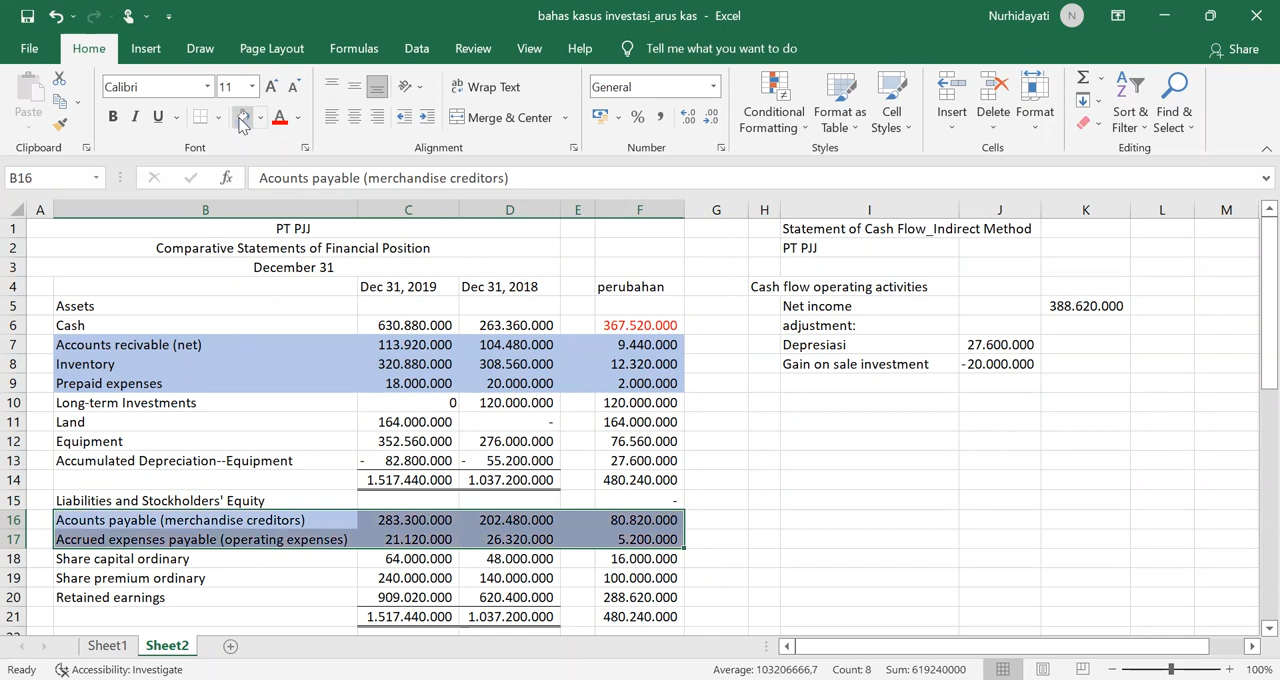 bahas kasus investasi_arus kas - Excel
Nurhidayati N
File Home Insert Draw Page Layout Formulas Data Review View Help Tell me what you want to do Share
Paste
Calibri 11
B I U A
Wrap Text
Merge & Center
General
% ,
Conditional Formatting
Format as Table
Cell Styles
Insert Delete Format
Sort & Filter
Find & Select
Clipboard Font Alignment Number Styles Cells Editing
B16 fx Acounts payable (merchandise creditors)
A B C D E F G H I J K L M
1 PT PJJ Statement of Cash Flow_Indirect Method
2 Comparative Statements of Financial Position PT PJJ
3 December 31
4 Dec 31, 2019 Dec 31, 2018 perubahan Cash flow operating activities
5 Assets Net income 388.620.000
6 Cash 630.880.000 263.360.000 367.520.000 adjustment:
7 Accounts recivable (net) 113.920.000 104.480.000 9.440.000 Depresiasi 27.600.000
8 Inventory 320.880.000 308.560.000 12.320.000 Gain on sale investment -20.000.000
9 Prepaid expenses 18.000.000 20.000.000 2.000.000
10 Long-term Investments 0 120.000.000 120.000.000
11 Land 164.000.000 - 164.000.000
12 Equipment 352.560.000 276.000.000 76.560.000
13 Accumulated Depreciation--Equipment - 82.800.000 - 55.200.000 27.600.000
14 1.517.440.000 1.037.200.000 480.240.000
15 Liabilities and Stockholders' Equity -
16 Acounts payable (merchandise creditors) 283.300.000 202.480.000 80.820.000
17 Accrued expenses payable (operating expenses) 21.120.000 26.320.000 5.200.000
18 Share capital ordinary 64.000.000 48.000.000 16.000.000
19 Share premium ordinary 240.000.000 140.000.000 100.000.000
20 Retained earnings 909.020.000 620.400.000 288.620.000
21 1.517.440.000 1.037.200.000 480.240.000
Sheet1 Sheet2
Ready Accessibility: Investigate Average: 103206666,7 Count: 8 Sum: 619240000 100%